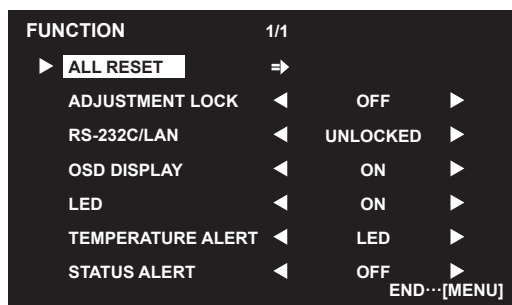 FUNCTION 1/1
ALL RESET
ADJUSTMENT LOCK OFF
RS-232C/LAN UNLOCKED
OSD DISPLAY ON
LED ON
TEMPERATURE ALERT LED
STATUS ALERT OFF
END···[MENU]